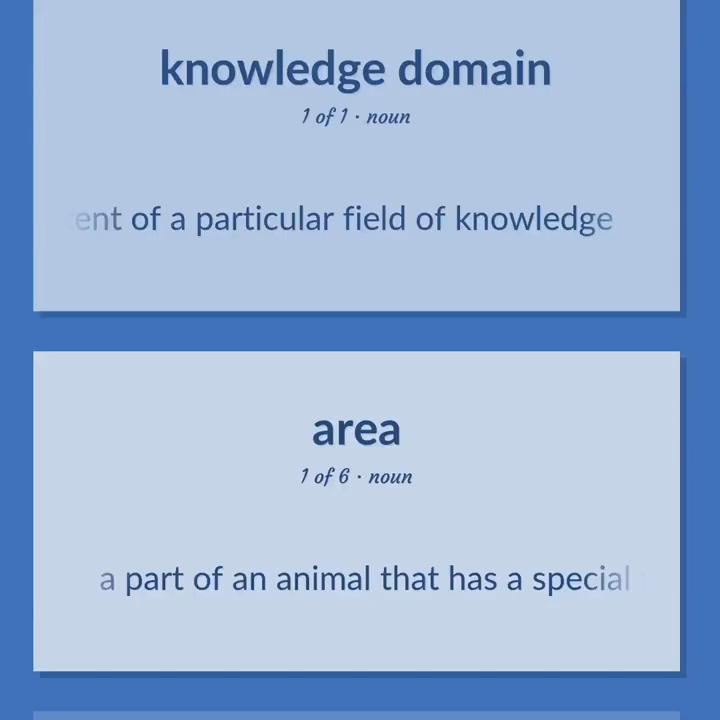 knowledge domain
1 of 1 · noun
of a particular field of knowledge
area
1 of 6 · noun
a part of an animal that has a special